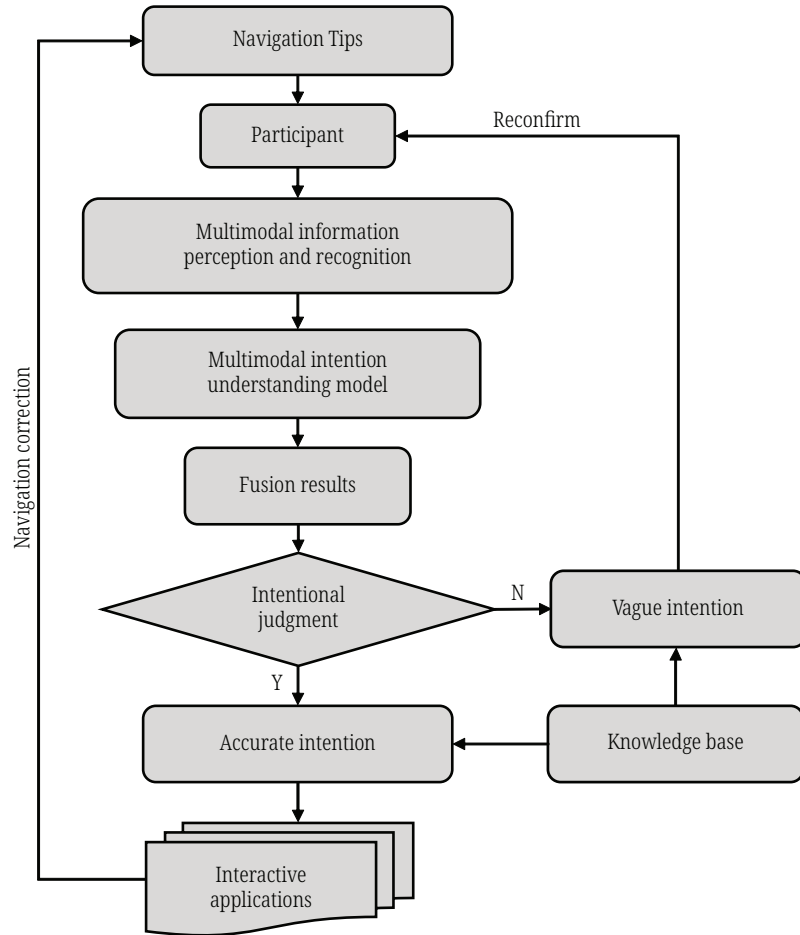 Navigation Tips
Reconfirm
Participant
Multimodal information
perception and recognition
Multimodal intention
understanding model
Navigation correction
Fusion results
Intentional
judgment
N
Vague intention
Y
Accurate intention
Knowledge base
Interactive
applications